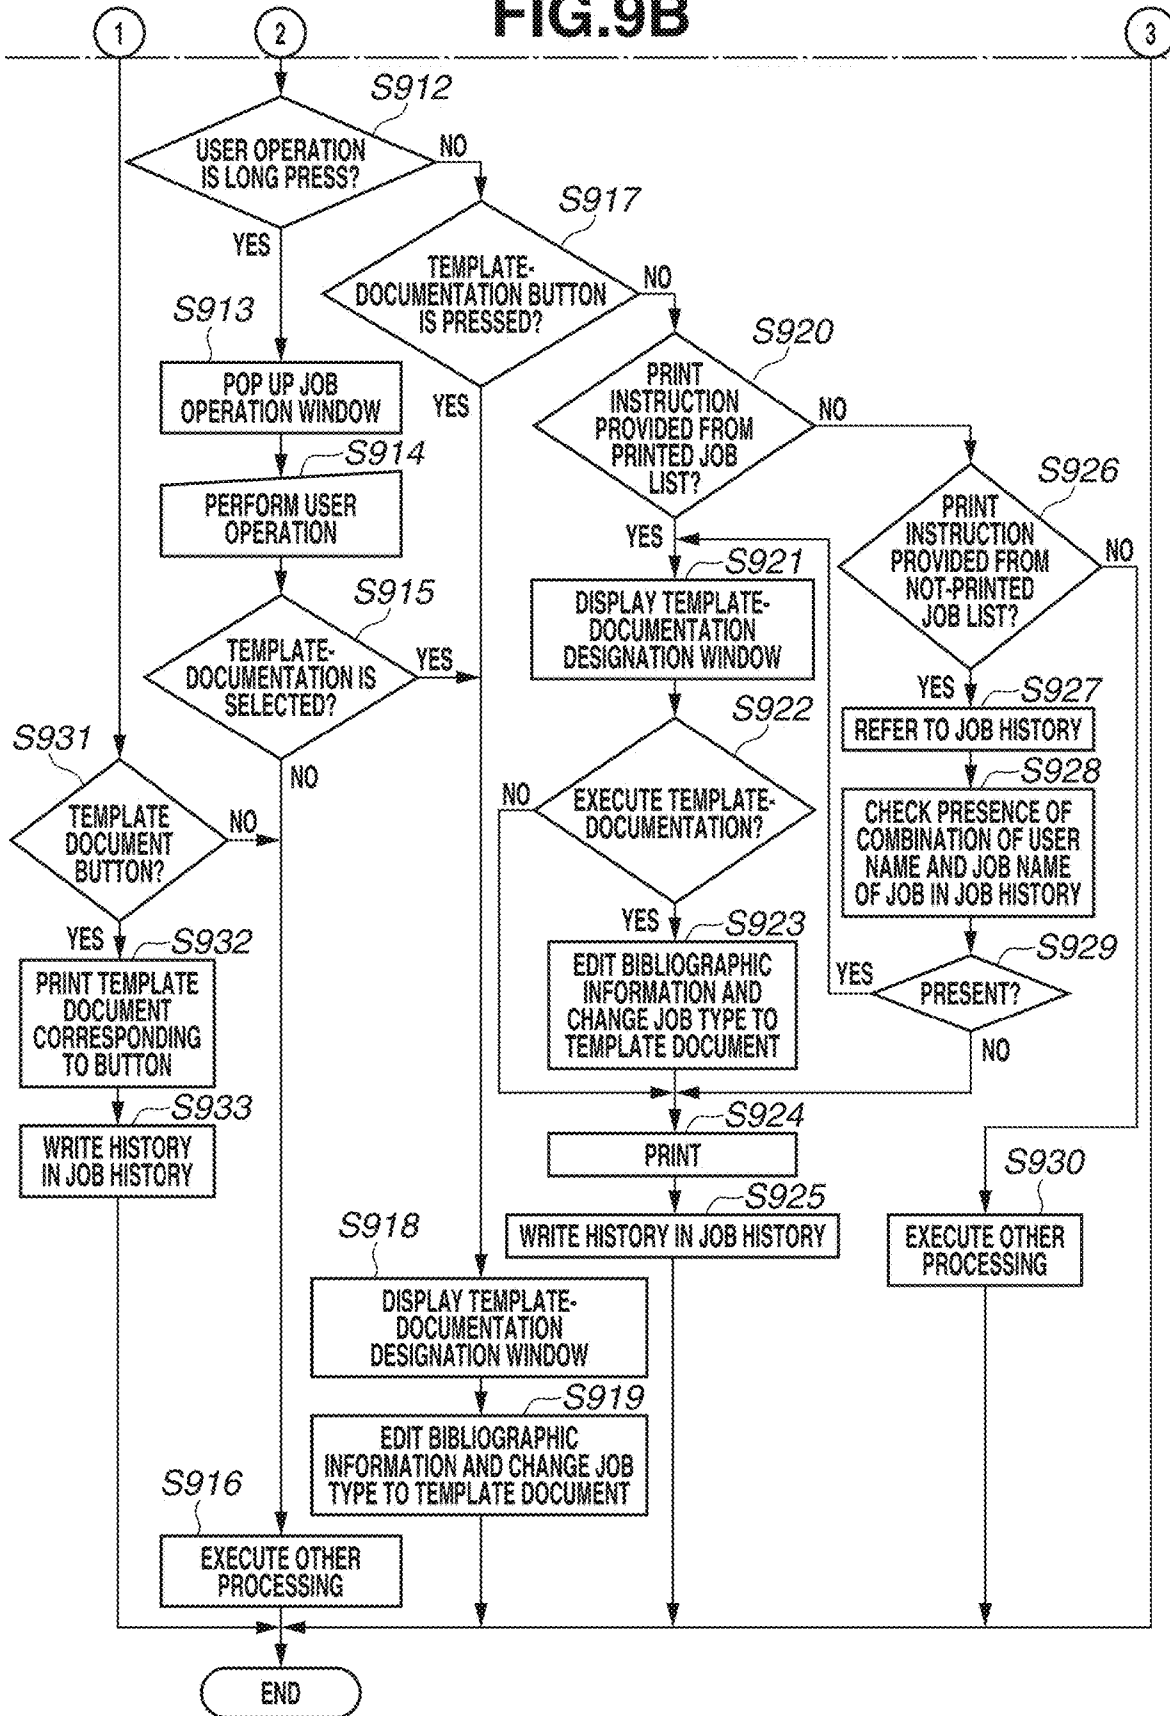 FIG.9B
1
2
3
S912
USER OPERATION
IS LONG PRESS?
NO
YES
S917
TEMPLATE-
DOCUMENTATION BUTTON
IS PRESSED?
NO
YES
S913
POP UP JOB
OPERATION WINDOW
S914
PERFORM USER
OPERATION
S915
TEMPLATE-
DOCUMENTATION IS
SELECTED?
YES
NO
S920
PRINT
INSTRUCTION
PROVIDED FROM
PRINTED JOB
LIST?
NO
YES
S921
DISPLAY TEMPLATE-
DOCUMENTATION
DESIGNATION WINDOW
S922
EXECUTE TEMPLATE-
DOCUMENTATION?
NO
YES
S923
EDIT BIBLIOGRAPHIC
INFORMATION AND
CHANGE JOB TYPE TO
TEMPLATE DOCUMENT
S924
PRINT
S925
WRITE HISTORY IN JOB HISTORY
S926
PRINT
INSTRUCTION
PROVIDED FROM
NOT-PRINTED
JOB LIST?
NO
YES
S927
REFER TO JOB HISTORY
S928
CHECK PRESENCE OF
COMBINATION OF USER
NAME AND JOB NAME
OF JOB IN JOB HISTORY
S929
PRESENT?
YES
NO
S930
EXECUTE OTHER
PROCESSING
S931
TEMPLATE
DOCUMENT
BUTTON?
NO
YES
S932
PRINT TEMPLATE
DOCUMENT
CORRESPONDING
TO BUTTON
S933
WRITE HISTORY
IN JOB HISTORY
S918
DISPLAY TEMPLATE-
DOCUMENTATION
DESIGNATION WINDOW
S919
EDIT BIBLIOGRAPHIC
INFORMATION AND CHANGE JOB
TYPE TO TEMPLATE DOCUMENT
S916
EXECUTE OTHER
PROCESSING
END